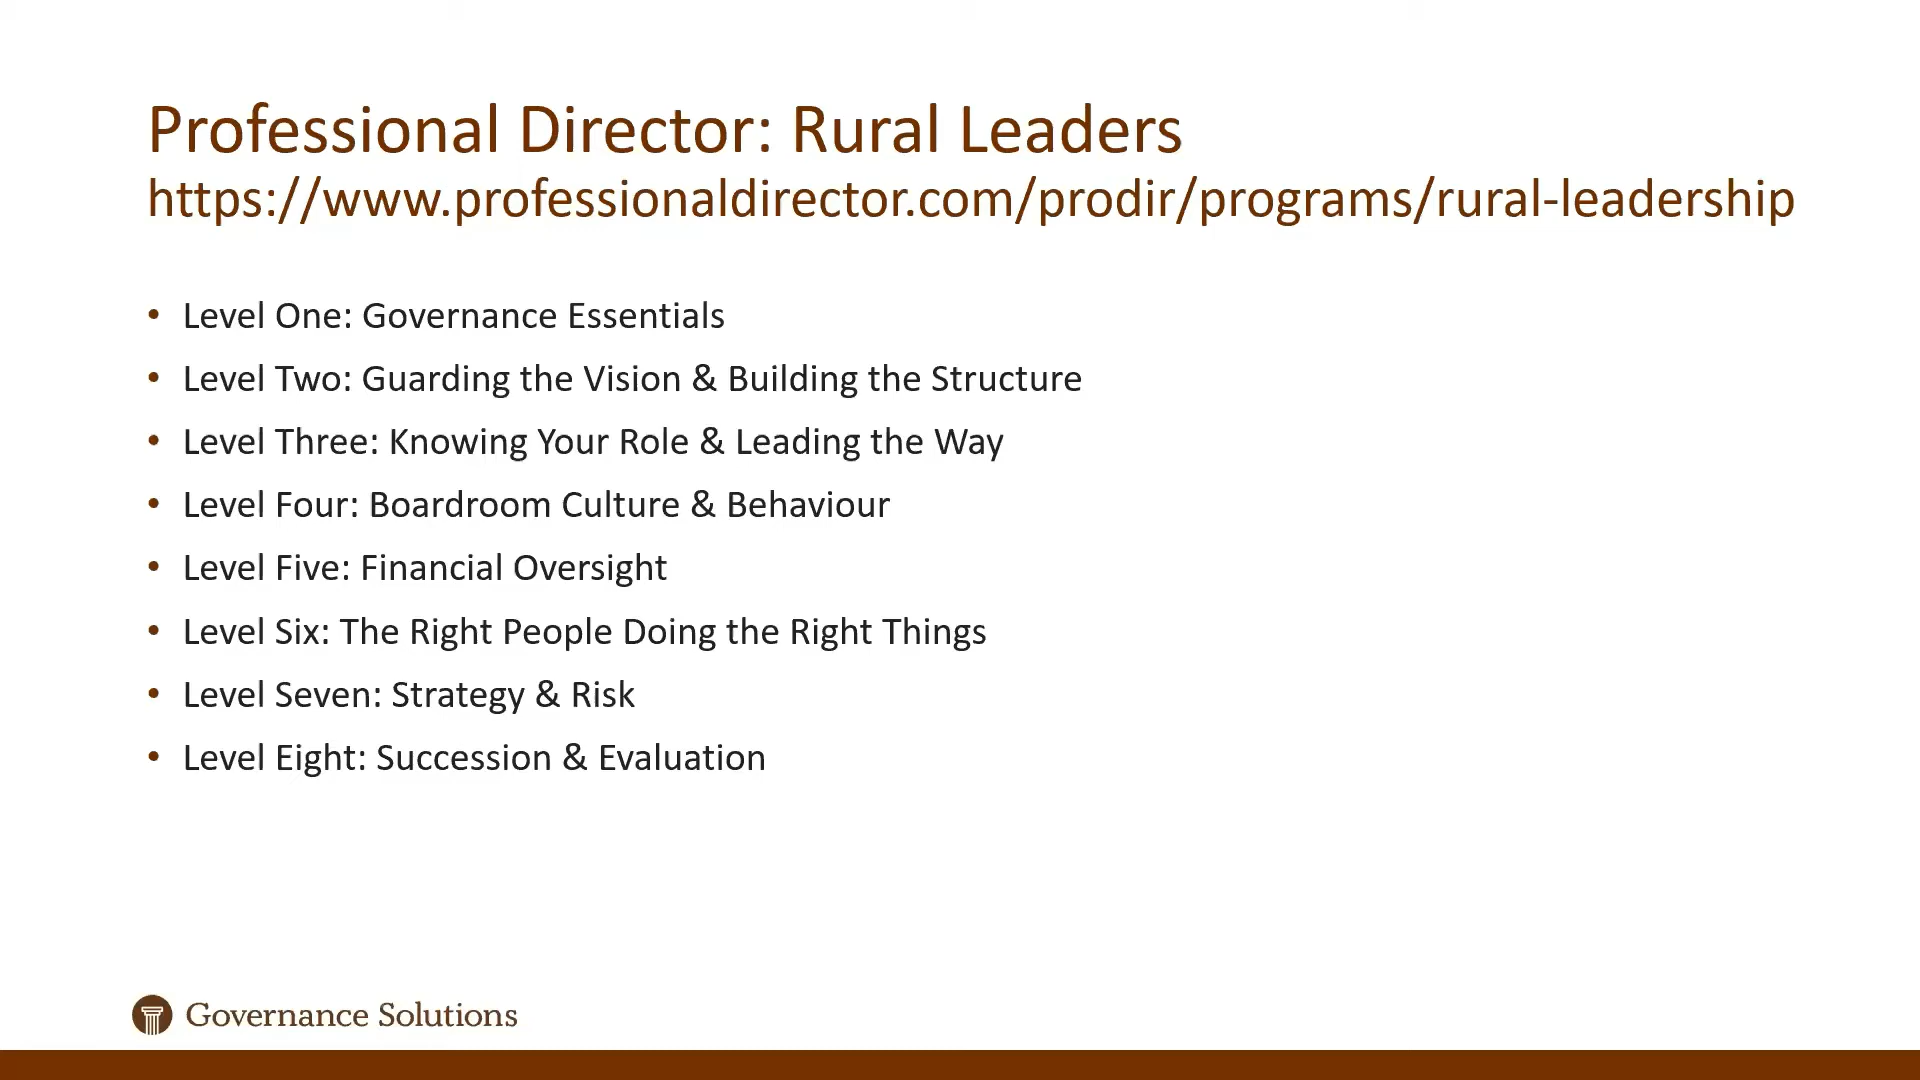 Professional Director: Rural Leaders
https://www.professionaldirector.com/prodir/programs/rural-leadership
• Level One: Governance Essentials
• Level Two: Guarding the Vision & Building the Structure
• Level Three: Knowing Your Role & Leading the Way
• Level Four: Boardroom Culture & Behaviour
• Level Five: Financial Oversight
• Level Six: The Right People Doing the Right Things
• Level Seven: Strategy & Risk
• Level Eight: Succession & Evaluation
Governance Solutions